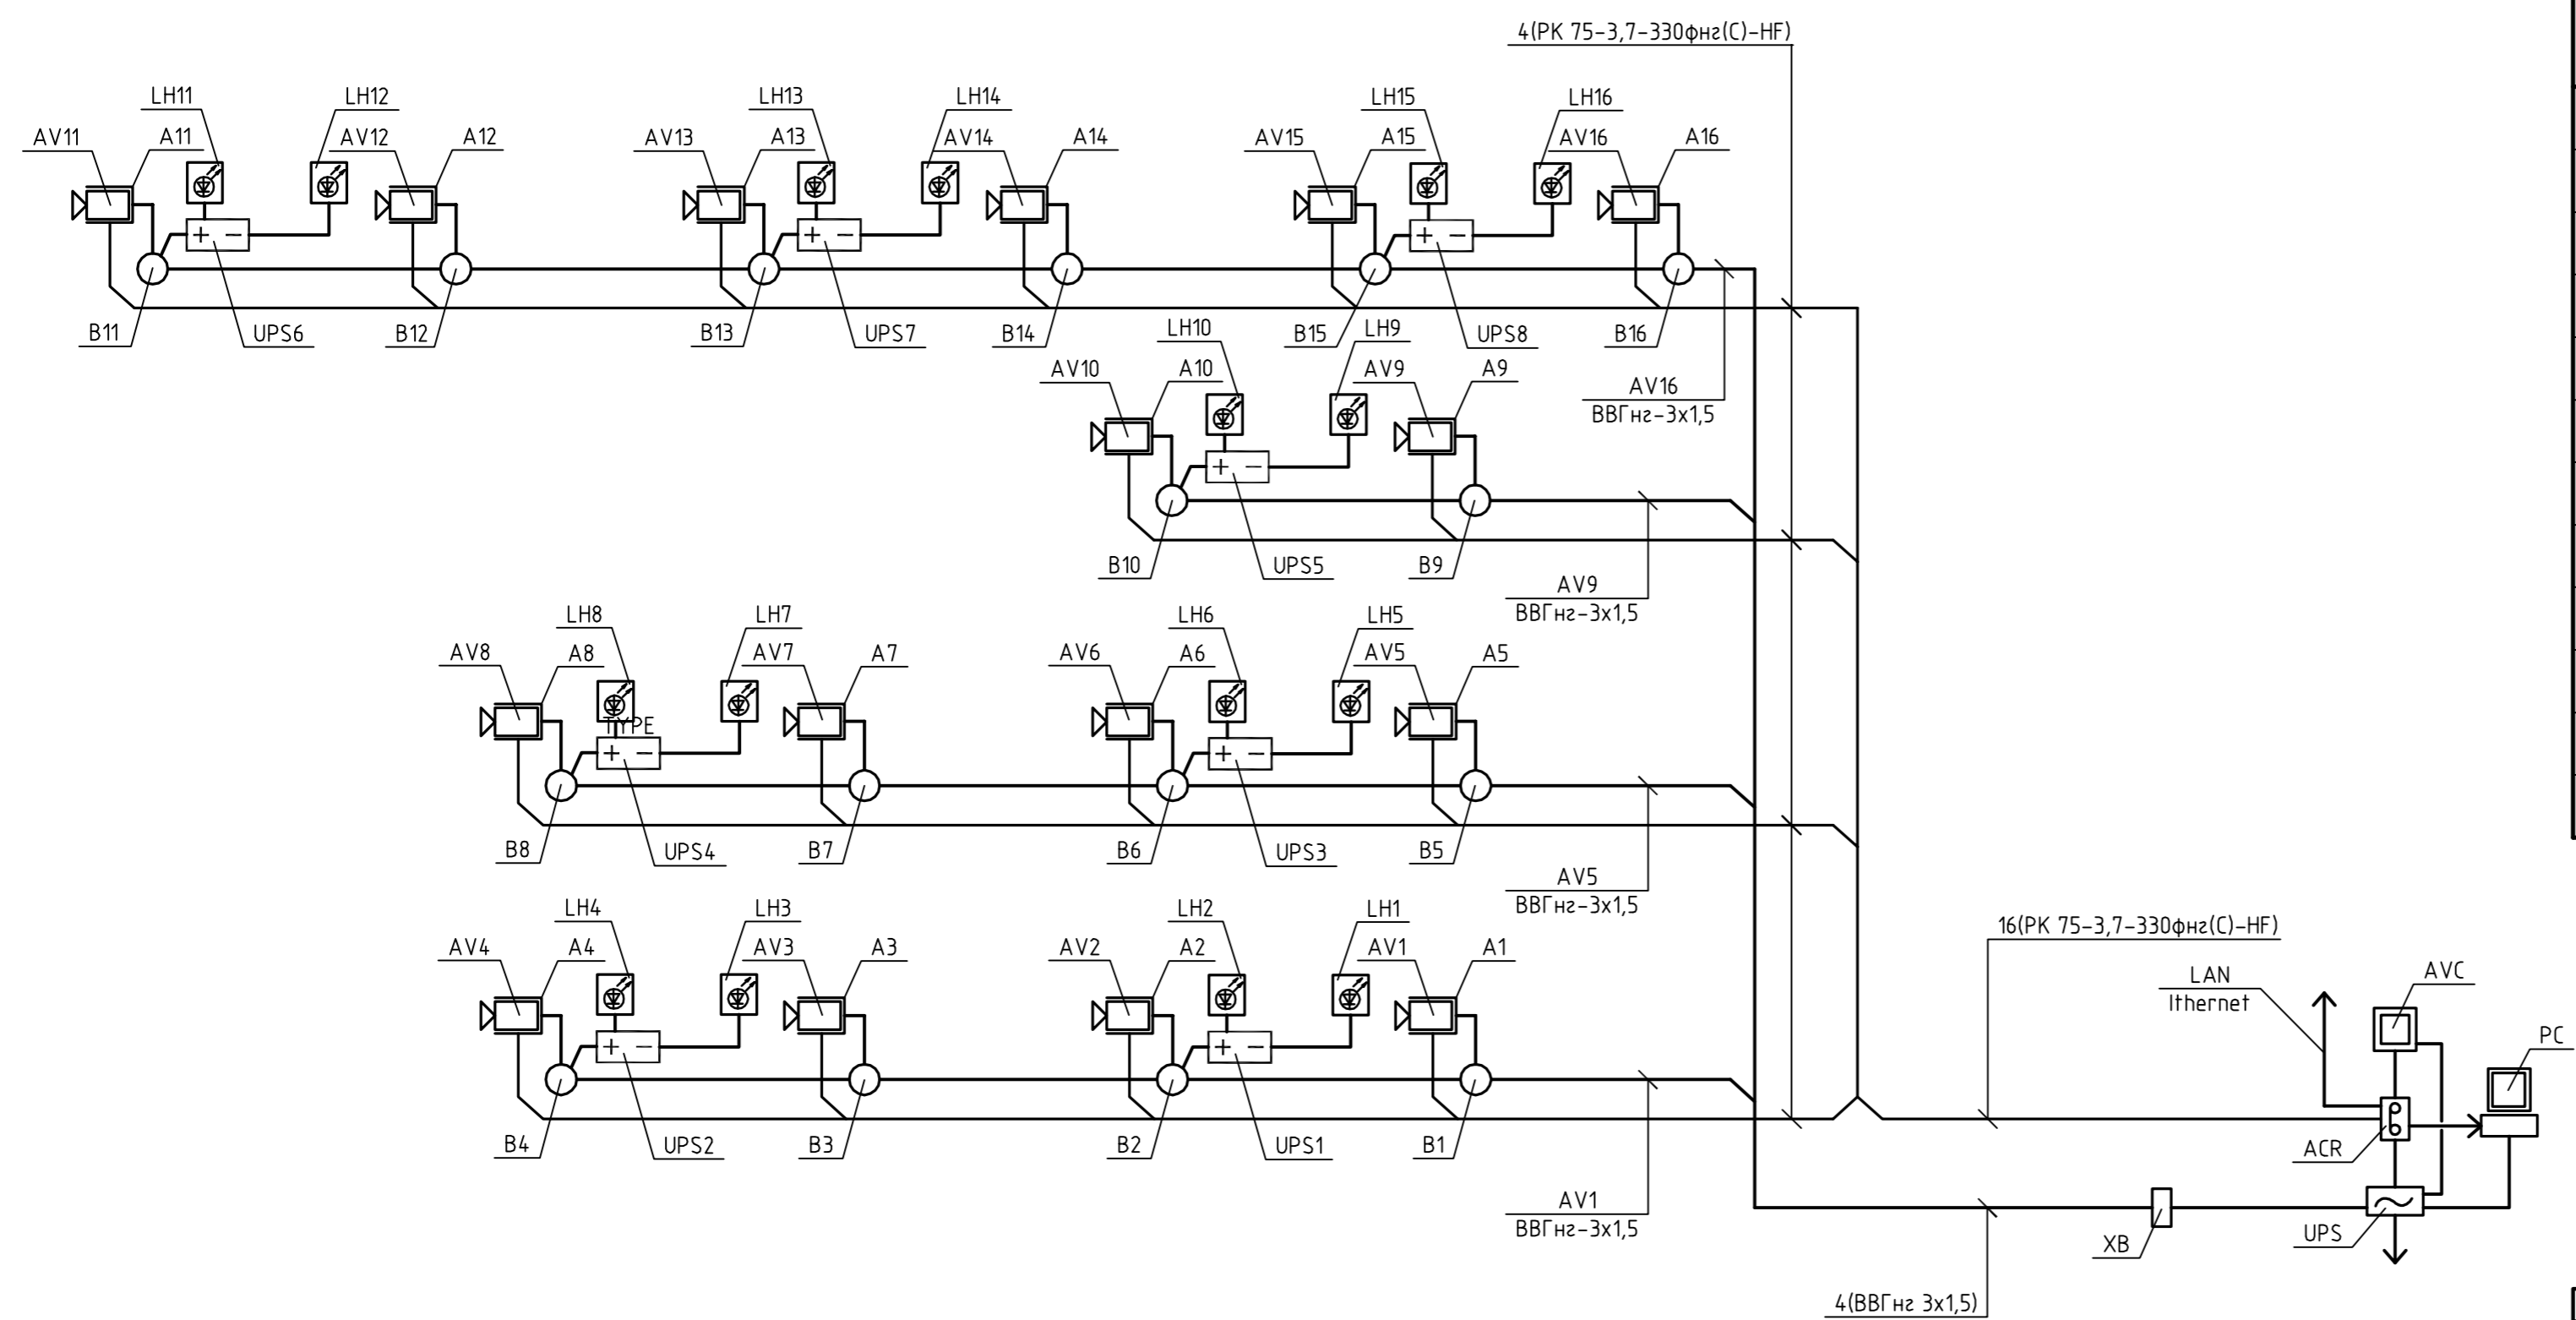 4(РК 75-3,7-330фнг(С)-HF)
LH11
LH12
LH13
LH14
LH15
LH16
AV11
A11
AV12
A12
AV13
A13
AV14
A14
AV15
A15
AV16
A16
B11
UPS6
B12
B13
UPS7
B14
B15
UPS8
B16
LH10
LH9
AV10
A10
AV9
A9
AV16
ВВГнг-3х1,5
B10
UPS5
B9
AV9
ВВГнг-3х1,5
LH8
LH7
LH6
LH5
AV8
A8
AV7
A7
AV6
A6
AV5
A5
TYPE
B8
UPS4
B7
B6
UPS3
B5
AV5
ВВГнг-3х1,5
LH4
LH3
LH2
LH1
AV4
A4
AV3
A3
AV2
A2
AV1
A1
16(РК 75-3,7-330фнг(С)-HF)
LAN
Ithernet
AVC
PC
B4
UPS2
B3
B2
UPS1
B1
ACR
AV1
ВВГнг-3х1,5
XB
UPS
4(ВВГнг 3х1,5)